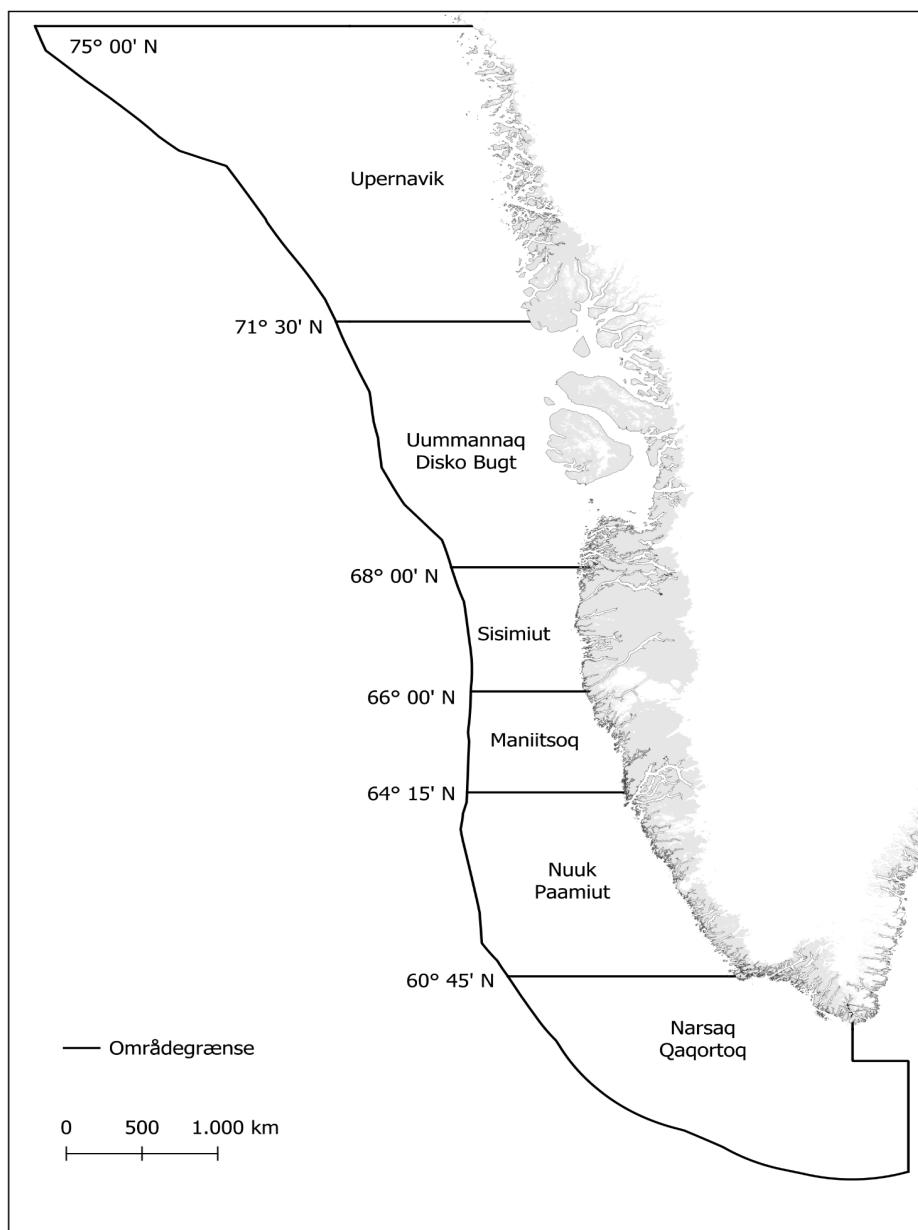 75° 00' N
Upernavik
71° 30' N
Uummannaq
Disko Bugt
68° 00' N
Sisimiut
66° 00' N
Maniitsoq
64° 15' N
Nuuk
Paamiut
60° 45' N
Narsaq
Qaqortoq
Områdegrænse
0 500 1.000 km